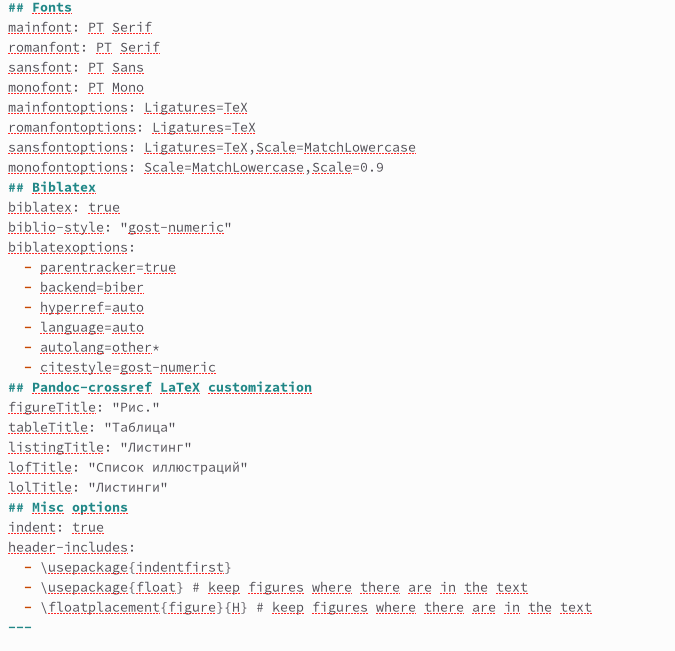 ## Fonts
mainfont: PT Serif
romanfont: PT Serif
sansfont: PT Sans
monofont: PT Mono
mainfontoptions: Ligatures=TeX
romanfontoptions: Ligatures=TeX
sansfontoptions: Ligatures=TeX,Scale=MatchLowercase
monofontoptions: Scale=MatchLowercase,Scale=0.9
## Biblatex
biblatex: true
biblio-style: "gost-numeric"
biblatexoptions:
  - parentracker=true
  - backend=biber
  - hyperref=auto
  - language=auto
  - autolang=other*
  - citestyle=gost-numeric
## Pandoc-crossref LaTeX customization
figureTitle: "Рис."
tableTitle: "Таблица"
listingTitle: "Листинг"
lofTitle: "Список иллюстраций"
lolTitle: "Листинги"
## Misc options
indent: true
header-includes:
  - \usepackage{indentfirst}
  - \usepackage{float} # keep figures where there are in the text
  - \floatplacement{figure}{H} # keep figures where there are in the text
---